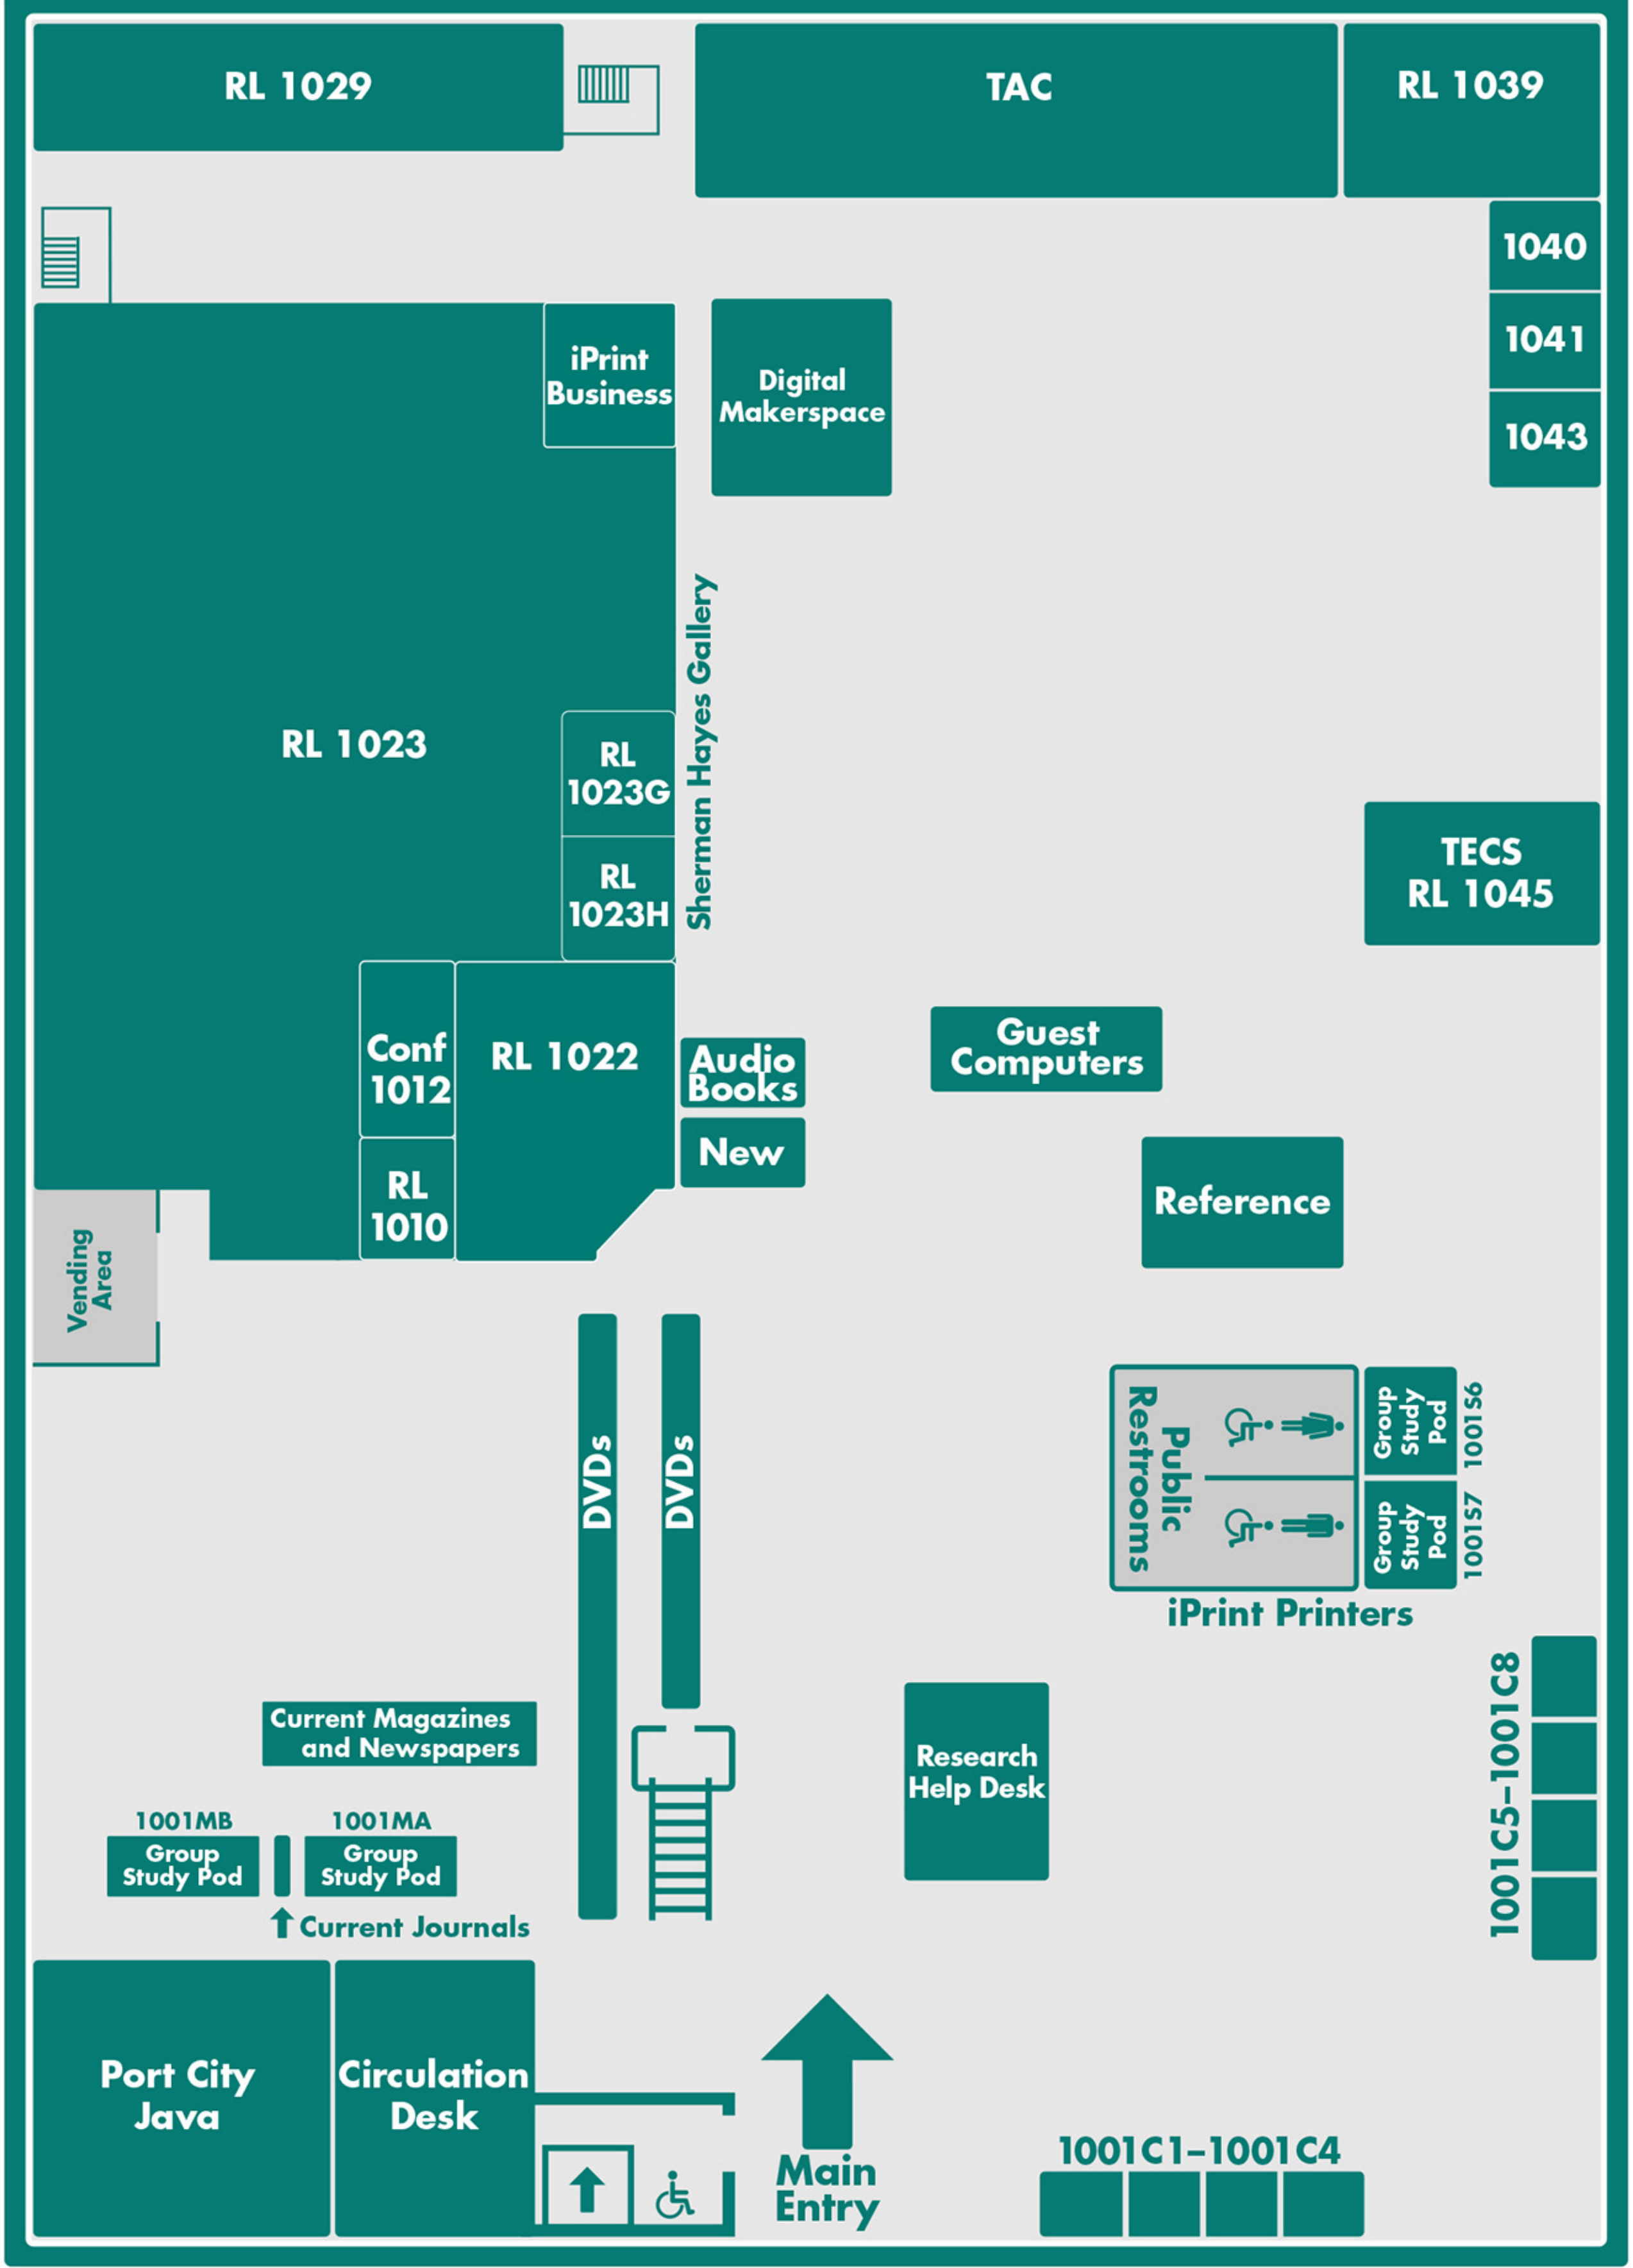 RL 1029
TAC
RL 1039
1040
1041
1043
iPrint
Business
Digital
Makerspace
Sherman Hayes Gallery
RL 1023
RL
1023G
RL
1023H
TECS
RL 1045
Conf
1012
RL 1022
Audio
Books
New
Guest
Computers
RL
1010
Reference
Vending
Area
DVDs
DVDs
Public
Restrooms
Group
Study
Pod
1001S6
Group
Study
Pod
1001S7
iPrint Printers
Current Magazines
and Newspapers
Research
Help Desk
1001C5-1001C8
1001MB
Group
Study Pod
1001MA
Group
Study Pod
Current Journals
Port City
Java
Circulation
Desk
Main
Entry
1001C1-1001C4